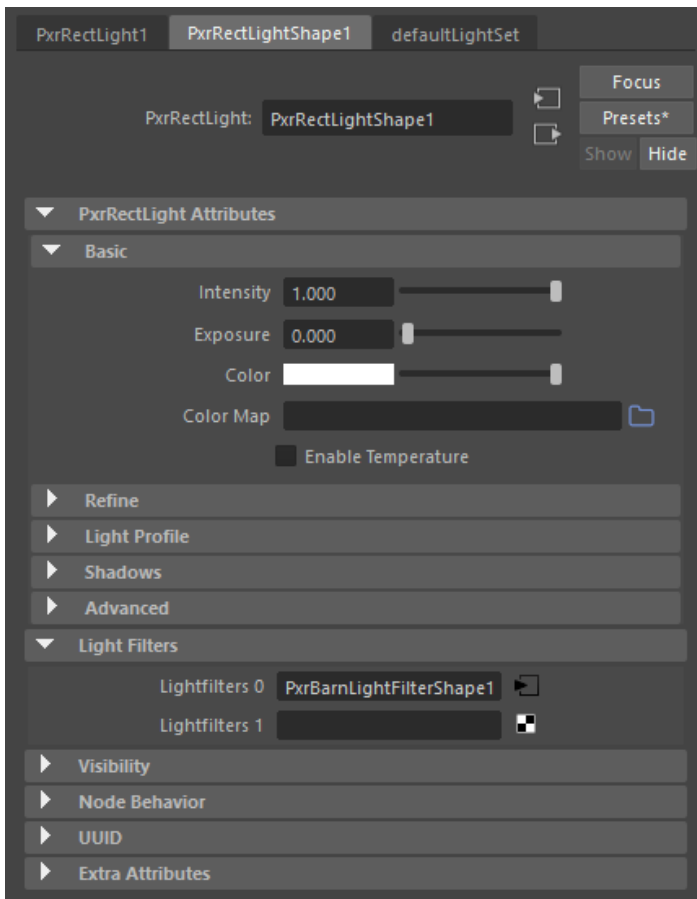 PxrRectLight1 PxrRectLightShape1 defaultLightSet
Focus
PxrRectLight: PxrRectLightShape1 Presets*
Show Hide
PxrRectLight Attributes
Basic
Intensity 1.000
Exposure 0.000
Color
Color Map
Enable Temperature
Refine
Light Profile
Shadows
Advanced
Light Filters
Lightfilters 0 PxrBarnLightFilterShape1
Lightfilters 1
Visibility
Node Behavior
UUID
Extra Attributes